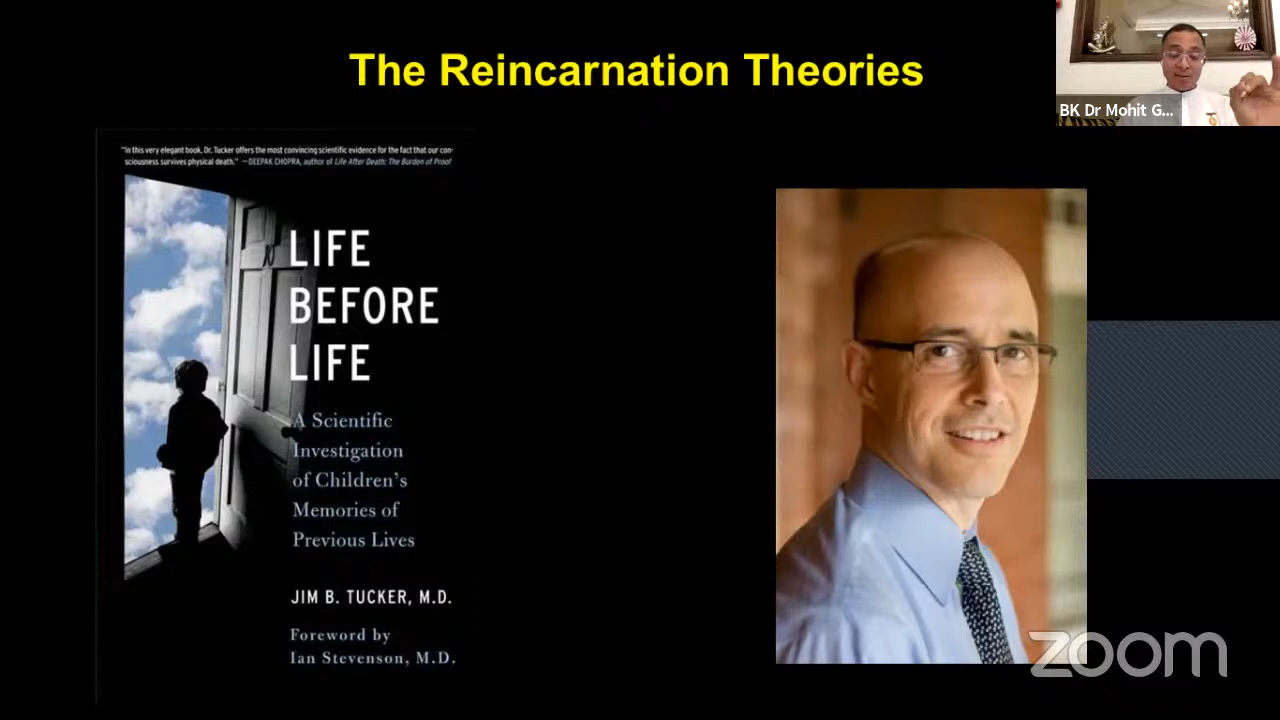 The Reincarnation Theories
BK Dr Mohit G...
"In this very elegant book, Dr. Tucker offers the most convincing scientific evidence for the fact that our con-
sciousness survives physical death." —DEEPAK CHOPRA, author of Life After Death: The Burden of Proof
LIFE
BEFORE
LIFE
A Scientific
Investigation
of Children's
Memories of
Previous Lives
JIM B. TUCKER, M.D.
Foreword by
Ian Stevenson, M.D.
zoom